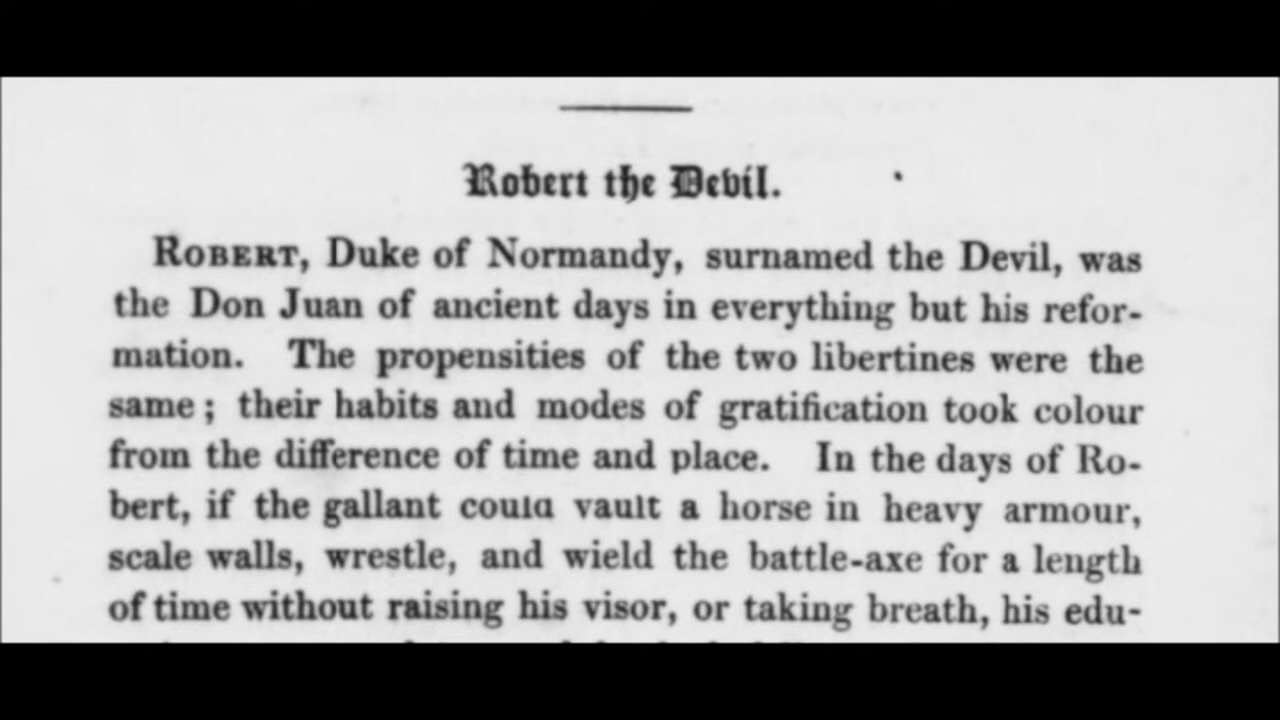 Robert the Devil.
ROBERT, Duke of Normandy, surnamed the Devil, was
the Don Juan of ancient days in everything but his refor-
mation. The propensities of the two libertines were the
same; their habits and modes of gratification took colour
from the difference of time and place. In the days of Ro-
bert, if the gallant could vault a horse in heavy armour,
scale walls, wrestle, and wield the battle-axe for a length
of time without raising his visor, or taking breath, his edu-